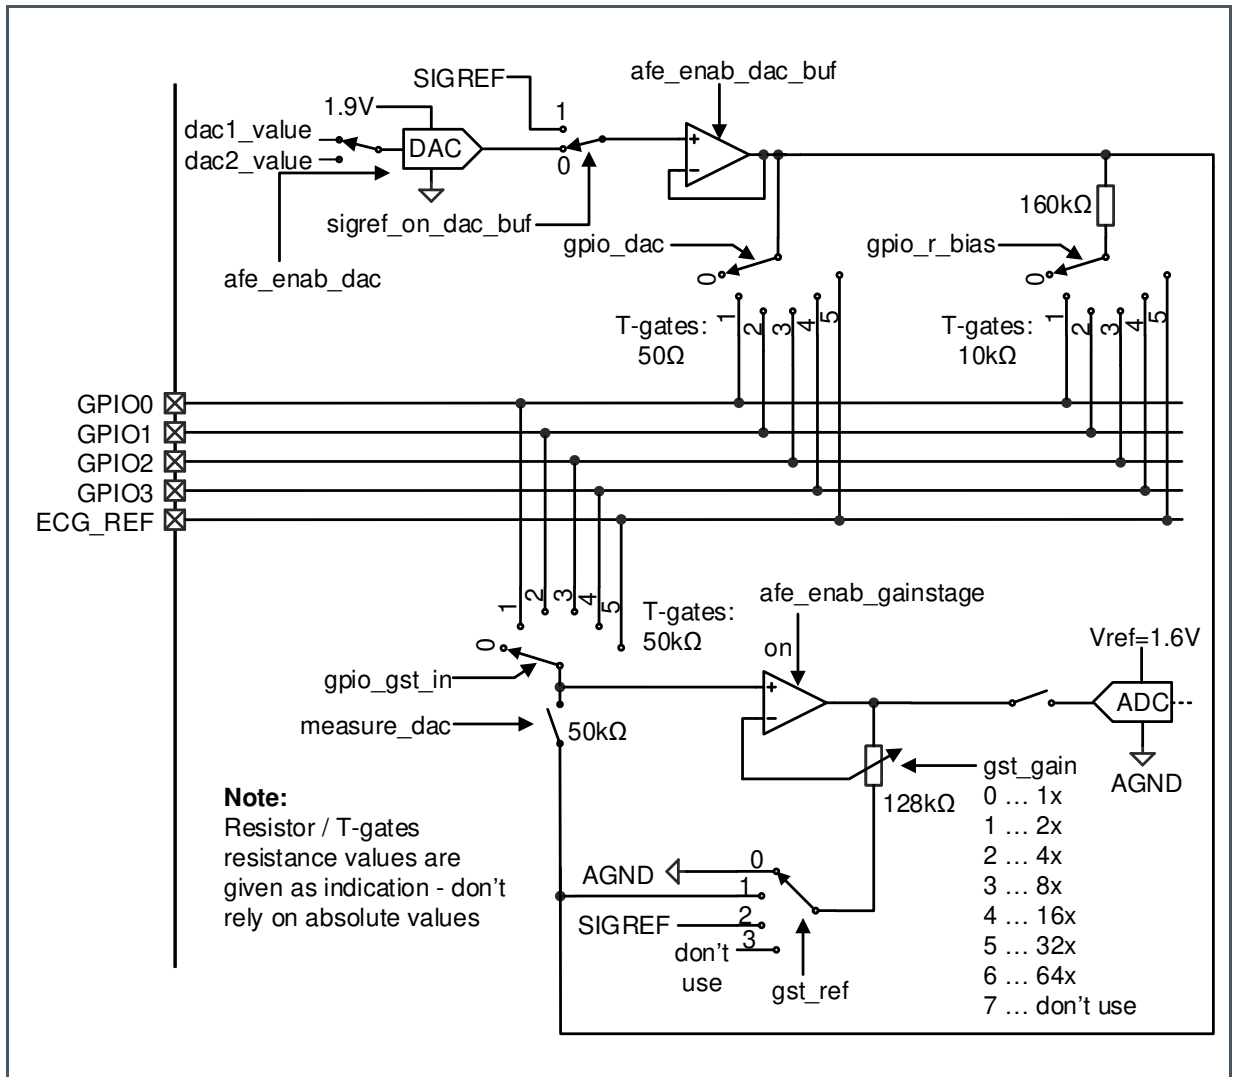 afe_enab_dac_buf
SIGREF
1
1.9V
dac1_value
dac2_value
DAC
+
-
0
sigref_on_dac_buf
afe_enab_dac
gpio_dac
0
T-gates:
50Ω
1
2
3
4
5
160kΩ
gpio_r_bias
0
T-gates:
10kΩ
1
2
3
4
5
GPIO0
GPIO1
GPIO2
GPIO3
ECG_REF
1
2
3
4
5
T-gates:
50kΩ
0
gpio_gst_in
measure_dac
50kΩ
afe_enab_gainstage
on
+
-
Vref=1.6V
ADC
AGND
128kΩ
gst_gain
0 ... 1x
1 ... 2x
2 ... 4x
3 ... 8x
4 ... 16x
5 ... 32x
6 ... 64x
7 ... don't use
AGND
0
1
SIGREF
2
don't
use
3
gst_ref
Note:
Resistor / T-gates
resistance values are
given as indication - don't
rely on absolute values